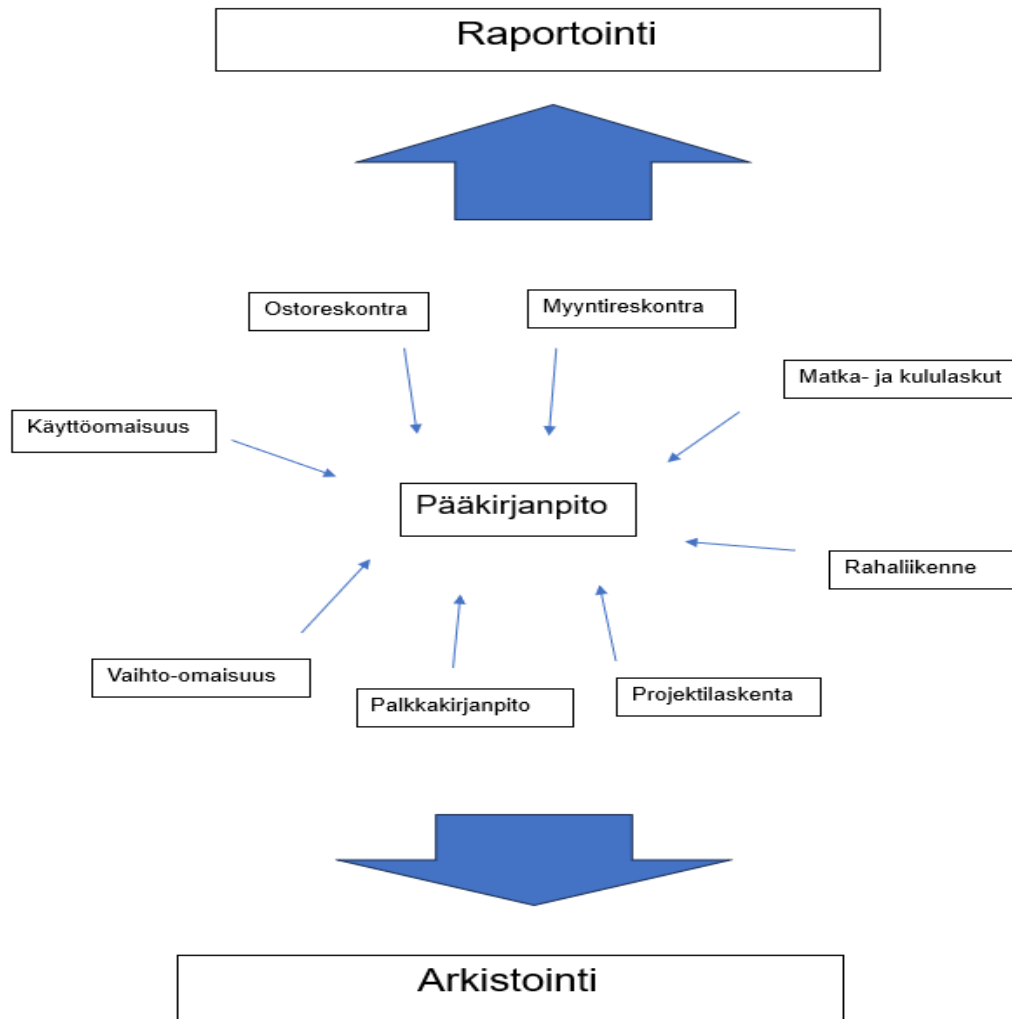 Raportointi
Ostoreskontra
Myyntireskontra
Matka- ja kululaskut
Käyttöomaisuus
Pääkirjanpito
Rahaliikenne
Vaihto-omaisuus
Palkkakirjanpito
Projektilaskenta
Arkistointi